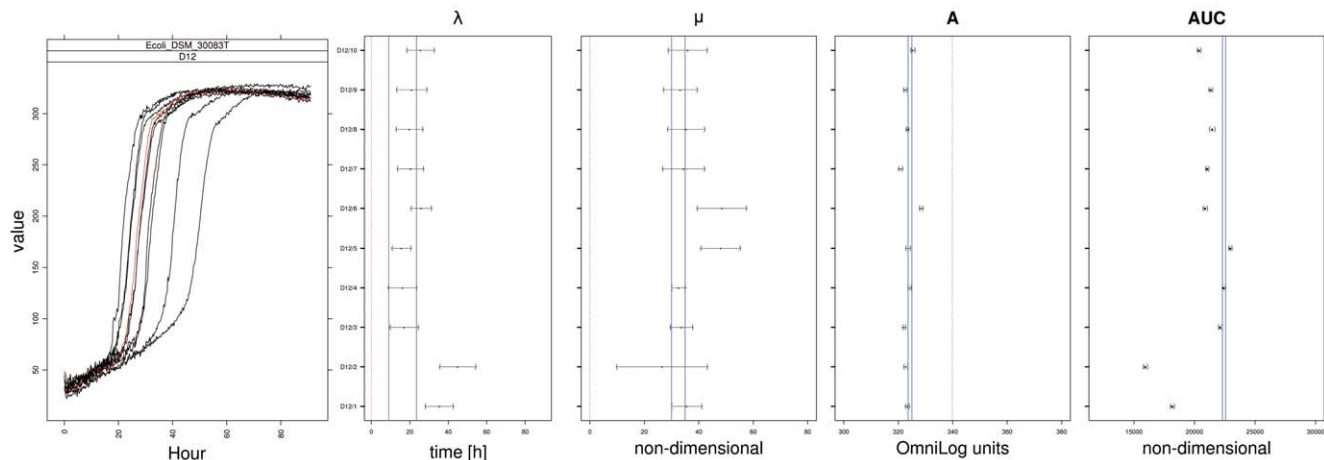 λ
μ
A
AUC
Ecoli_DSM_30083T
D12
value
50
100
150
200
250
300
0
20
40
60
80
Hour
D12/10
D12/9
D12/8
D12/7
D12/6
D12/5
D12/4
D12/3
D12/2
D12/1
0
20
40
60
80
time [h]
0
20
40
60
80
non-dimensional
300
320
340
360
380
OmniLog units
15000
20000
25000
30000
non-dimensional